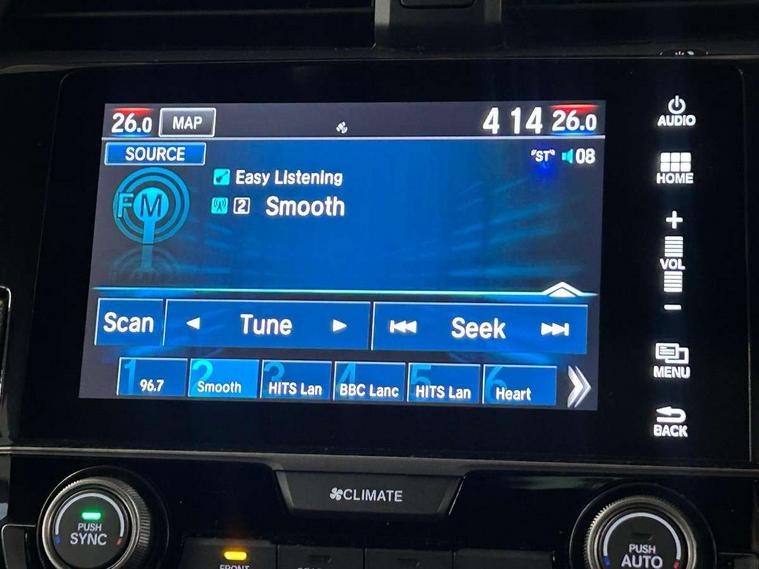 26.0 MAP 4 14 26.0
SOURCE "ST" 08
FM
Easy Listening
2 Smooth
Scan Tune Seek
1 96.7
2 Smooth
3 HITS Lan
4 BBC Lanc
5 HITS Lan
6 Heart
AUDIO
HOME
+
VOL
−
MENU
BACK
CLIMATE
PUSH
SYNC
FRONT
PUSH
AUTO